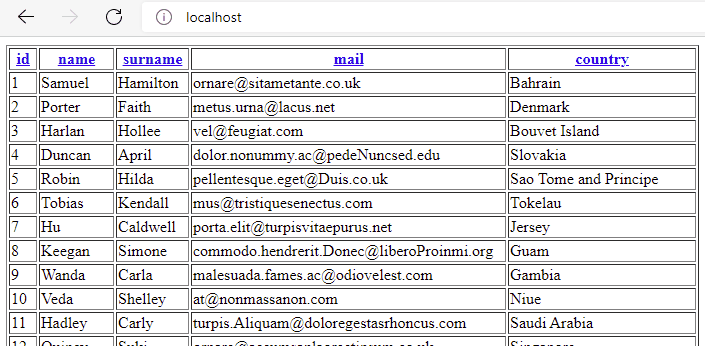 localhost
id name surname mail country
1 Samuel Hamilton ornare@sitametante.co.uk Bahrain
2 Porter Faith metus.urna@lacus.net Denmark
3 Harlan Hollee vel@feugiat.com Bouvet Island
4 Duncan April dolor.nonummy.ac@pedeNuncsed.edu Slovakia
5 Robin Hilda pellentesque.eget@Duis.co.uk Sao Tome and Principe
6 Tobias Kendall mus@tristiquesenectus.com Tokelau
7 Hu Caldwell porta.elit@turpisvitaepurus.net Jersey
8 Keegan Simone commodo.hendrerit.Donec@liberoProinmi.org Guam
9 Wanda Carla malesuada.fames.ac@odiovelest.com Gambia
10 Veda Shelley at@nonmassanon.com Niue
11 Hadley Carly turpis.Aliquam@doloregestasrhoncus.com Saudi Arabia
12